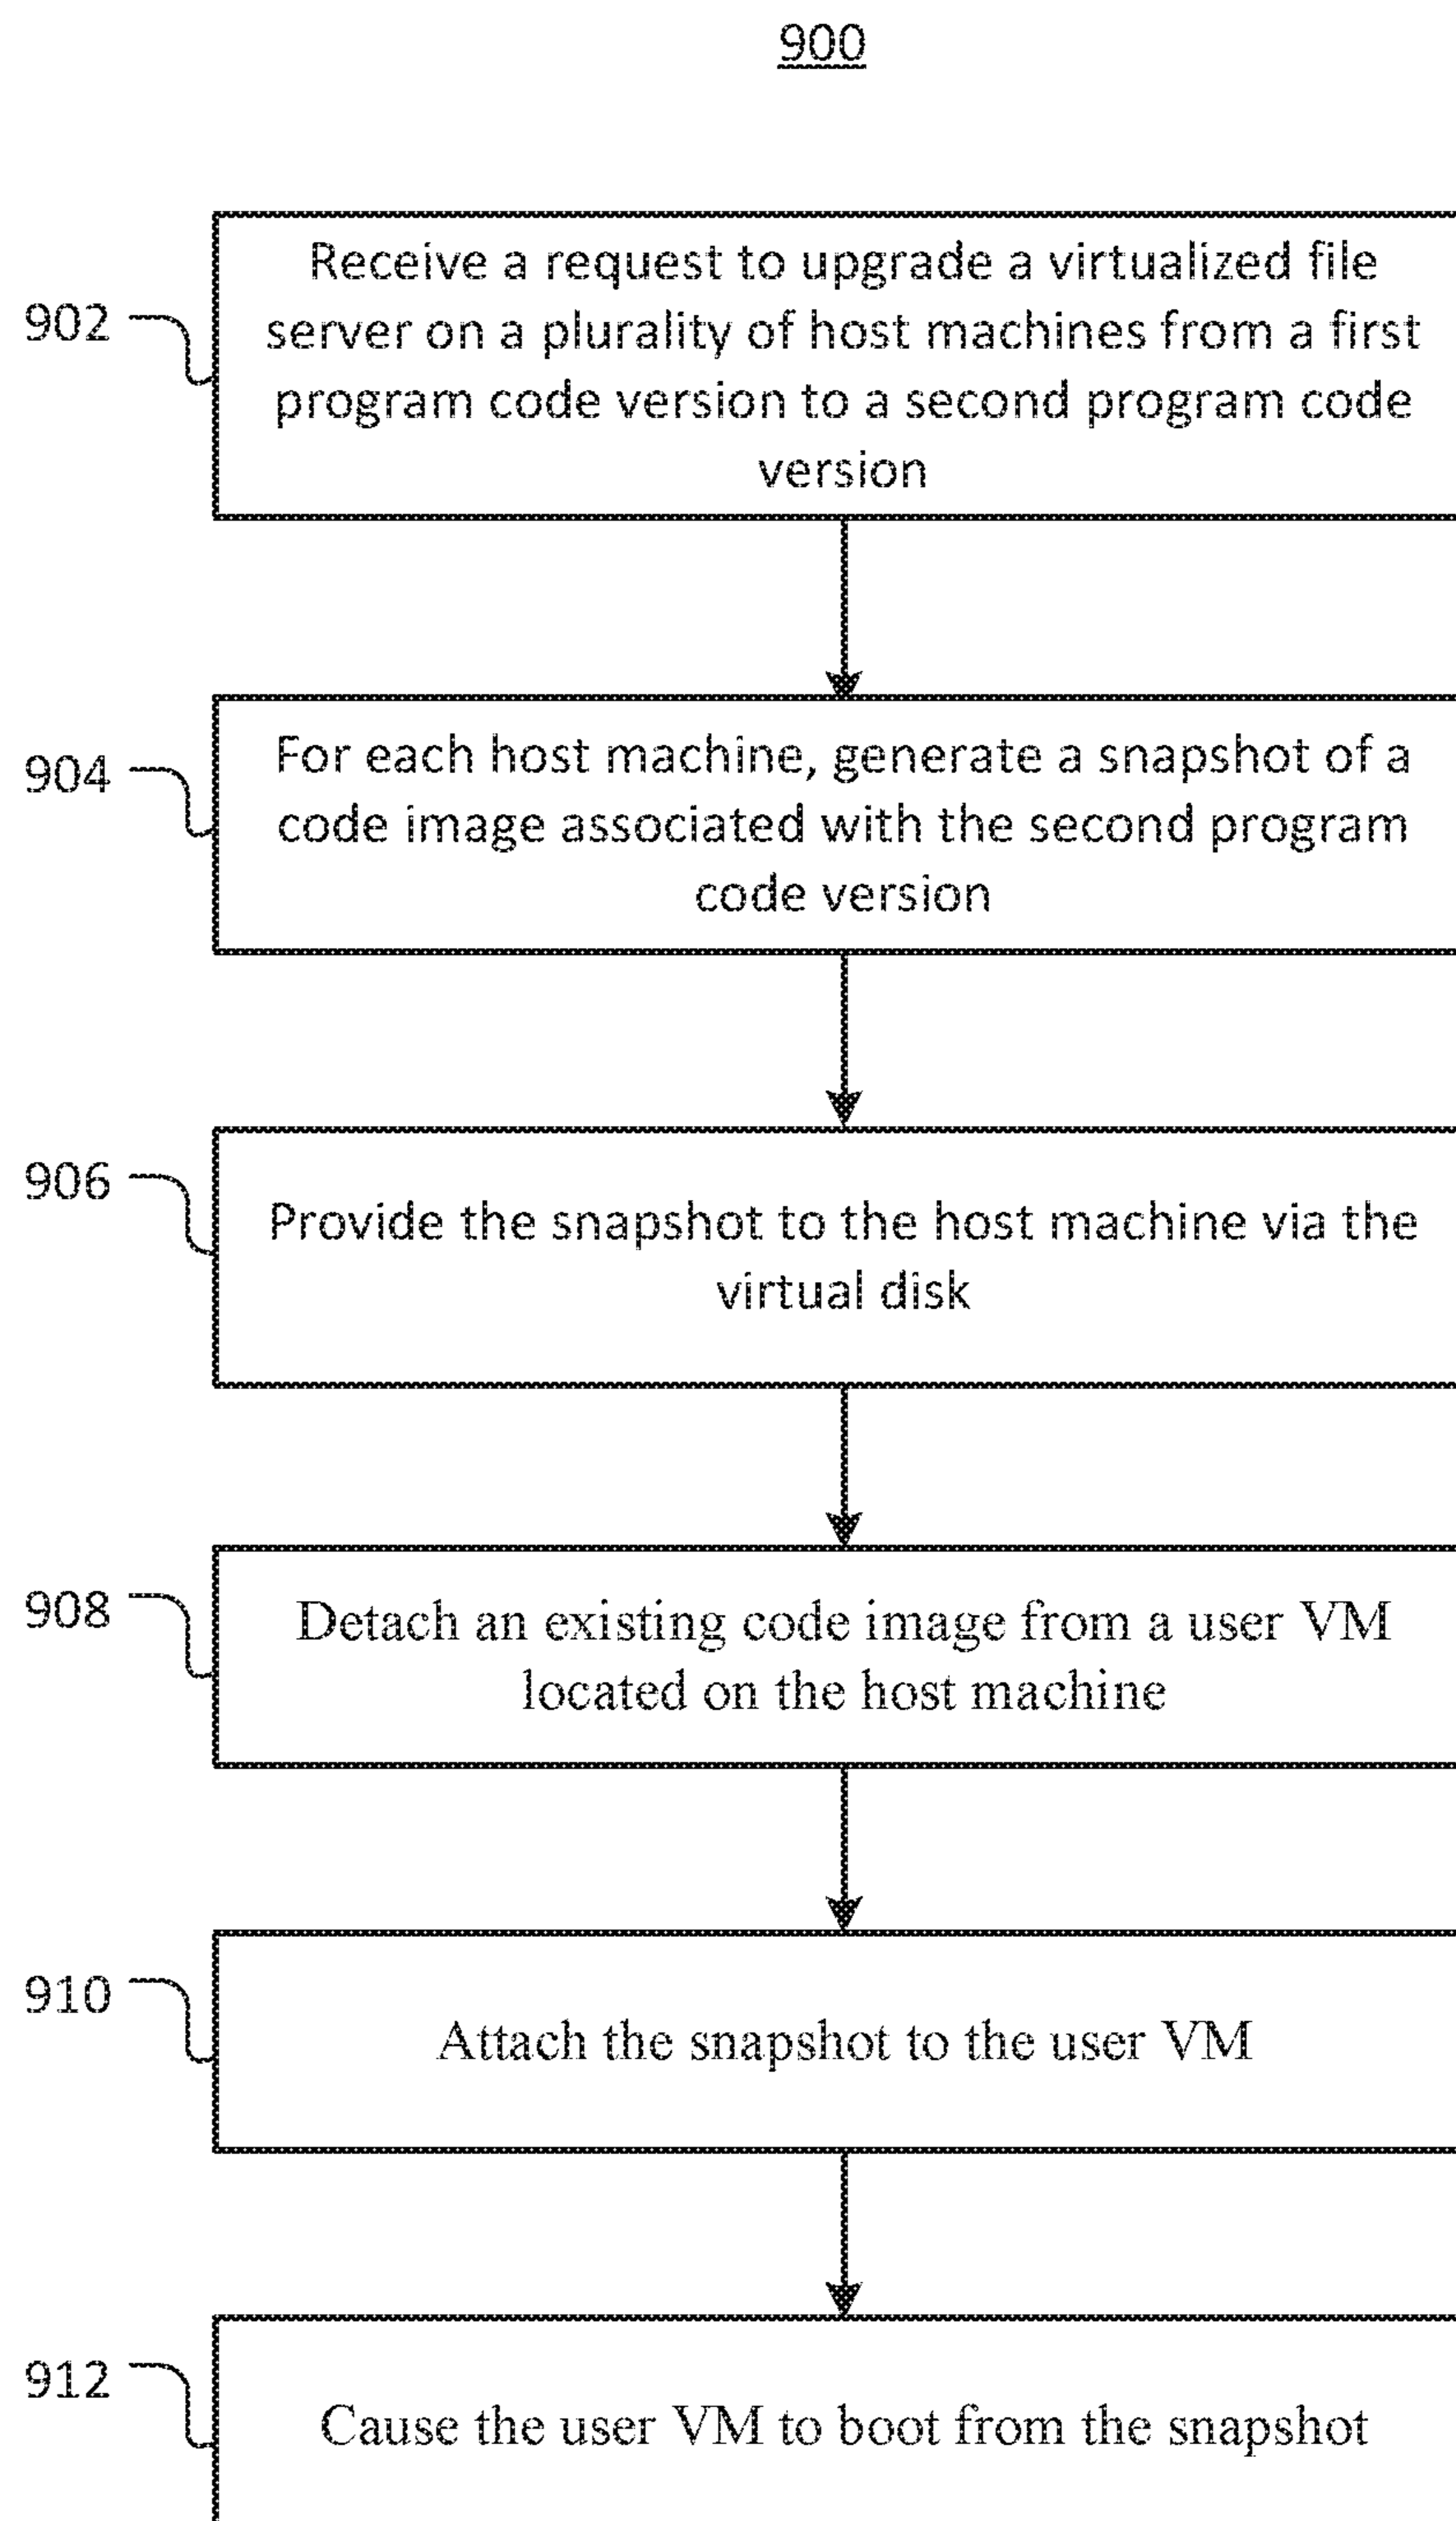 900
902
Receive a request to upgrade a virtualized file
server on a plurality of host machines from a first
program code version to a second program code
version
904
For each host machine, generate a snapshot of a
code image associated with the second program
code version
906
Provide the snapshot to the host machine via the
virtual disk
908
Detach an existing code image from a user VM
located on the host machine
910
Attach the snapshot to the user VM
912
Cause the user VM to boot from the snapshot